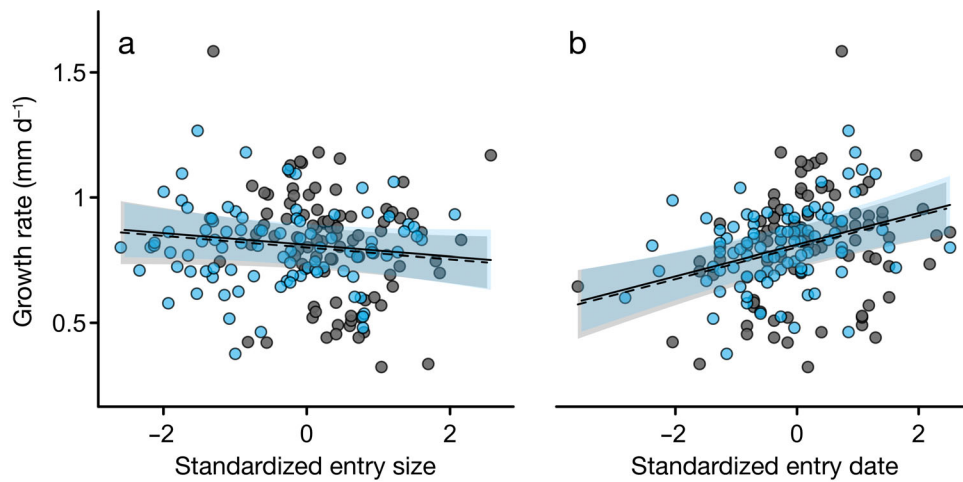 a
b
Growth rate (mm d⁻¹)
1.5
1
0.5
−2
0
2
−2
0
2
Standardized entry size
Standardized entry date